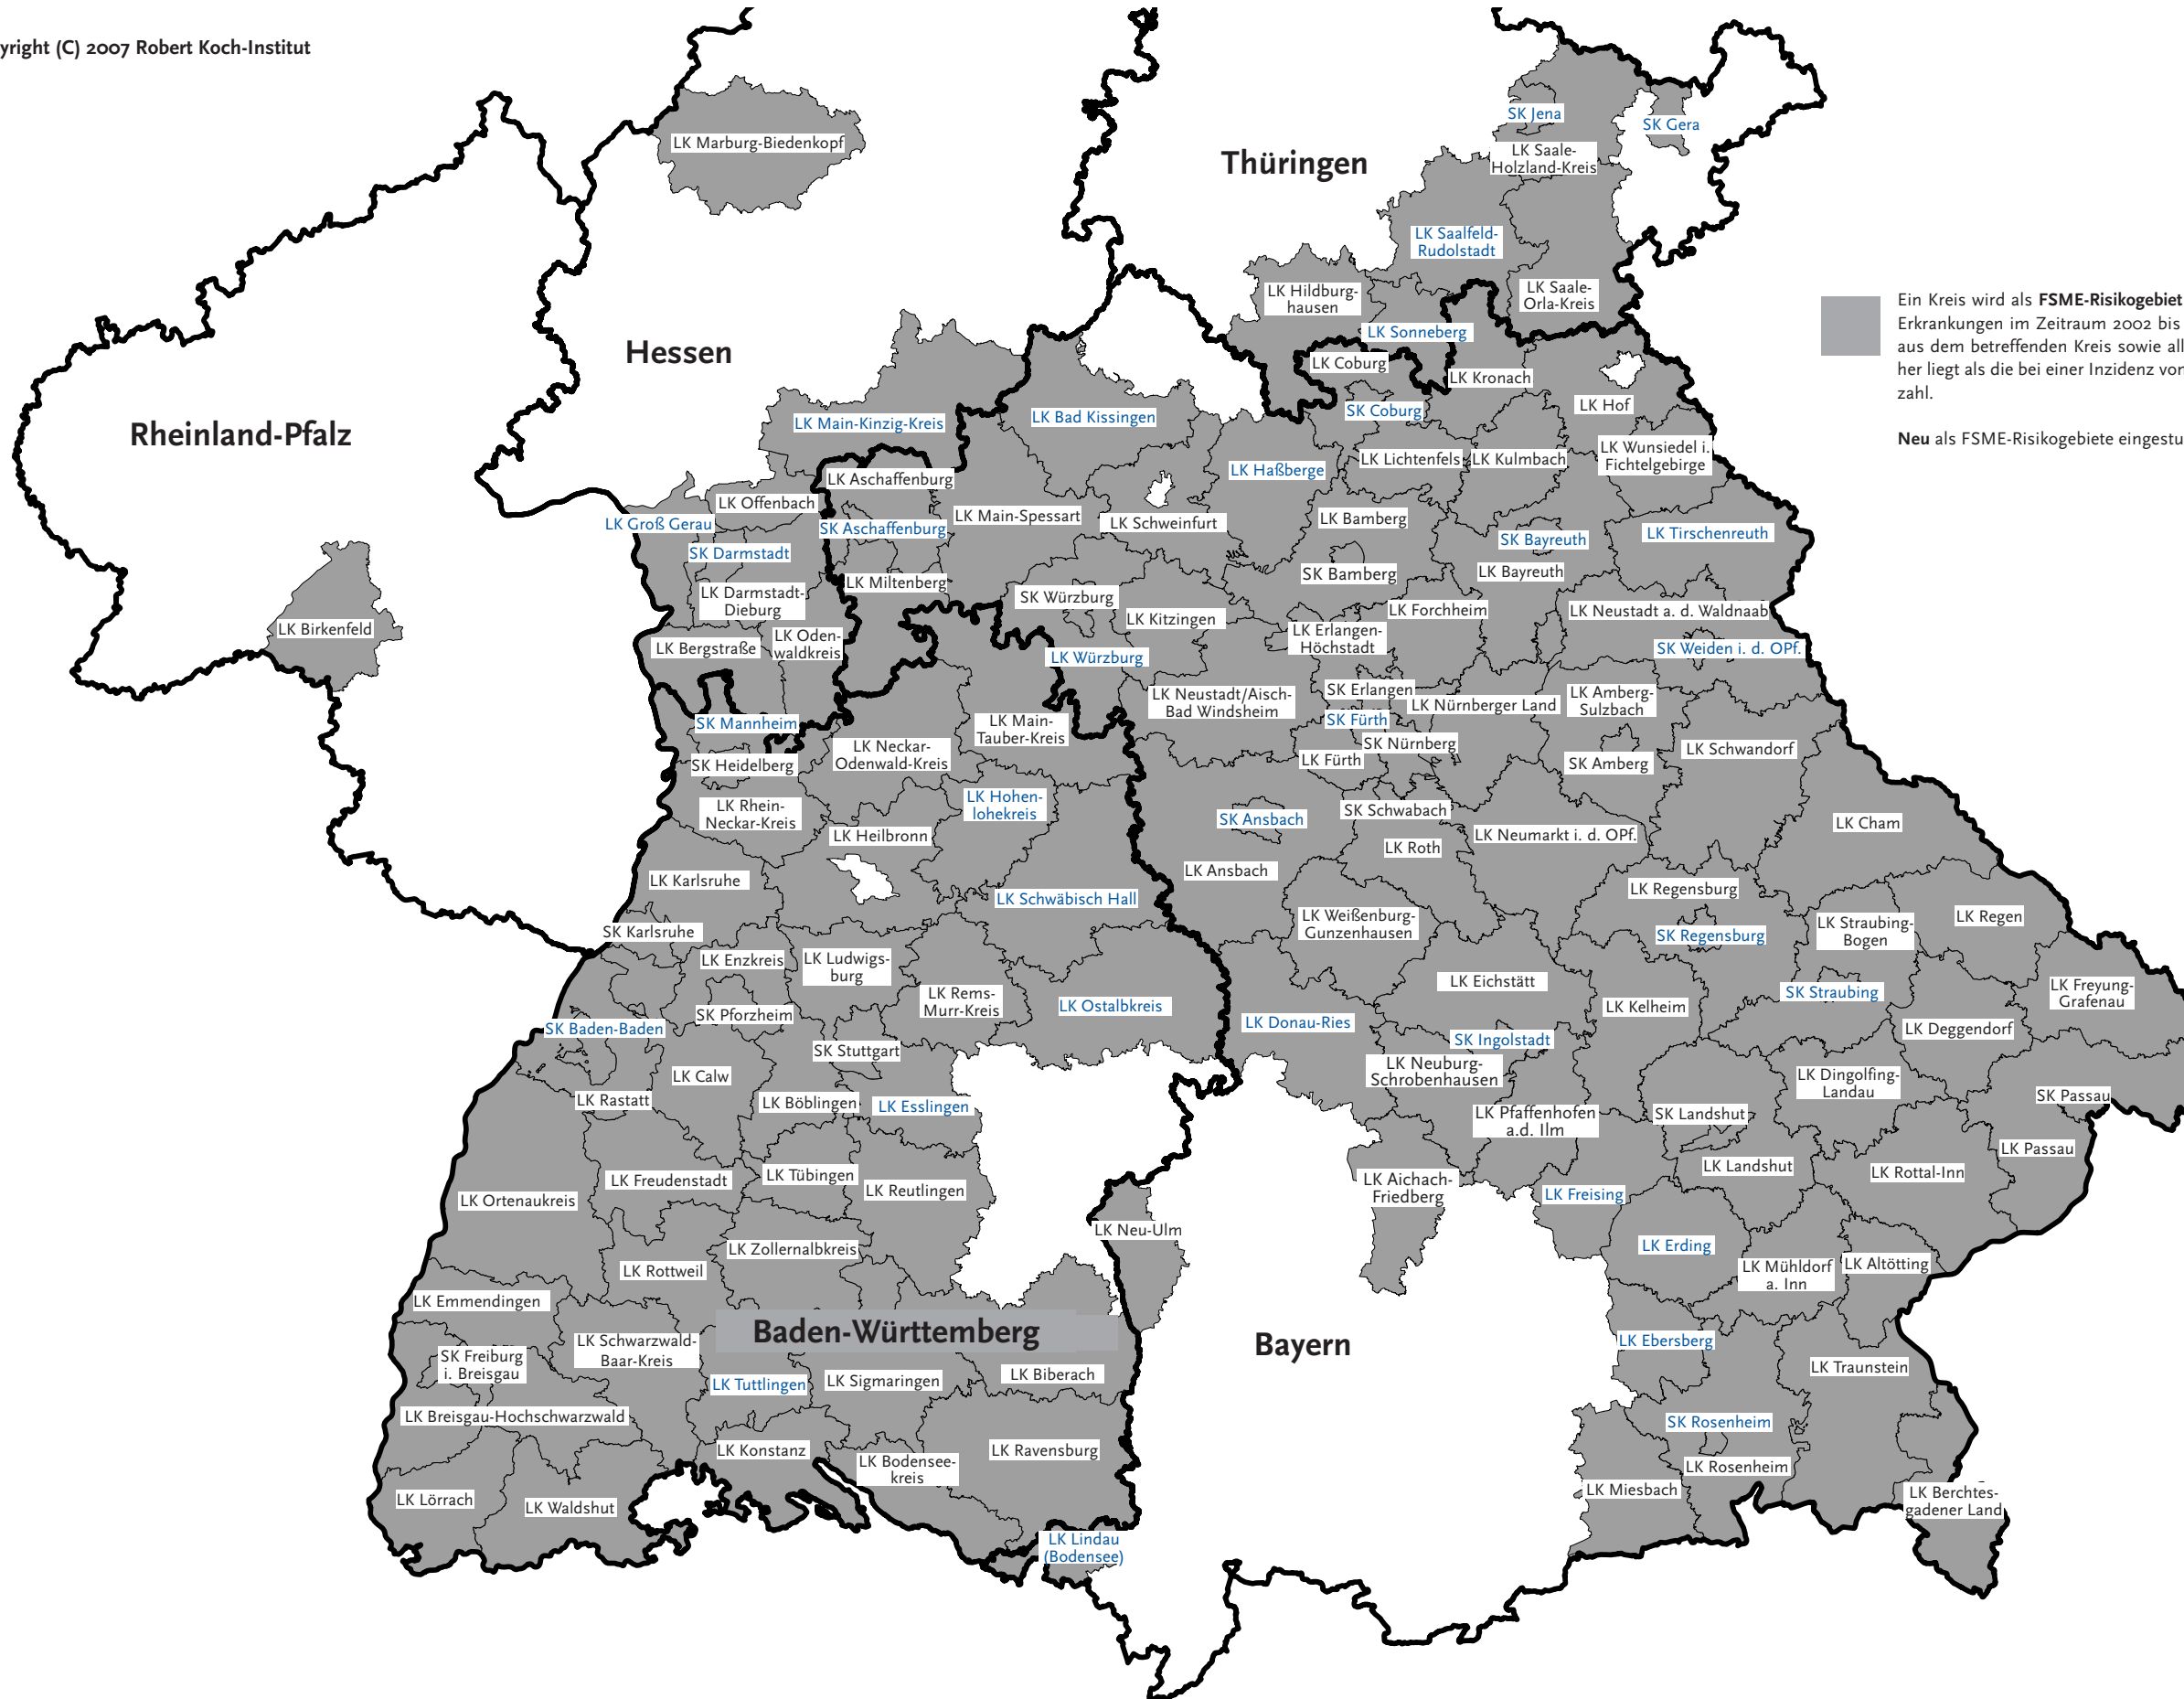 yright (C) 2007 Robert Koch-Institut
LK Marburg-Biedenkopf
Thüringen
SK Jena
SK Gera
LK Saale-
Holzland-Kreis
LK Saalfeld-
Rudolstadt
LK Hildburg-
hausen
LK Saale-
Orla-Kreis
LK Sonneberg
Ein Kreis wird als FSME-Risikogebiet
Erkrankungen im Zeitraum 2002 bis
aus dem betreffenden Kreis sowie all
her liegt als die bei einer Inzidenz vor
zahl.
Neu als FSME-Risikogebiete eingestu
Hessen
Rheinland-Pfalz
LK Coburg
LK Kronach
SK Coburg
LK Hof
LK Main-Kinzig-Kreis
LK Bad Kissingen
LK Haßberge
LK Lichtenfels
LK Kulmbach
LK Wunsiedel i.
Fichtelgebirge
LK Aschaffenburg
LK Offenbach
LK Groß Gerau
SK Aschaffenburg
LK Main-Spessart
LK Schweinfurt
LK Bamberg
SK Bayreuth
LK Tirschenreuth
SK Darmstadt
LK Darmstadt-
Dieburg
LK Miltenberg
SK Würzburg
SK Bamberg
LK Bayreuth
LK Kitzingen
LK Forchheim
LK Neustadt a. d. Waldnaab
LK Birkenfeld
LK Bergstraße
LK Oden-
waldkreis
LK Würzburg
LK Erlangen-
Höchstadt
SK Weiden i. d. OPf.
LK Neustadt/Aisch-
Bad Windsheim
SK Erlangen
LK Nürnberger Land
LK Amberg-
Sulzbach
SK Mannheim
LK Main-
Tauber-Kreis
SK Fürth
SK Nürnberg
LK Fürth
SK Amberg
LK Schwandorf
LK Neckar-
Odenwald-Kreis
SK Heidelberg
LK Rhein-
Neckar-Kreis
LK Hohen-
lohekreis
LK Heilbronn
SK Ansbach
SK Schwabach
LK Neumarkt i. d. OPf.
LK Cham
LK Roth
LK Ansbach
LK Karlsruhe
LK Schwäbisch Hall
LK Regensburg
LK Weißenburg-
Gunzenhausen
SK Regensburg
LK Straubing-
Bogen
LK Regen
SK Karlsruhe
LK Enzkreis
LK Ludwigs-
burg
LK Rems-
Murr-Kreis
LK Ostalbkreis
LK Eichstätt
LK Kelheim
SK Straubing
LK Freyung-
Grafenau
SK Pforzheim
SK Baden-Baden
LK Donau-Ries
SK Ingolstadt
LK Deggendorf
SK Stuttgart
LK Neuburg-
Schrobenhausen
LK Dingolfing-
Landau
LK Calw
LK Rastatt
LK Böblingen
LK Esslingen
LK Pfaffenhofen
a.d. Ilm
SK Landshut
SK Passau
LK Passau
LK Freudenstadt
LK Tübingen
LK Reutlingen
LK Aichach-
Friedberg
LK Freising
LK Landshut
LK Rottal-Inn
LK Ortenaukreis
LK Neu-Ulm
LK Zollernalbkreis
LK Rottweil
LK Erding
LK Mühldorf
a. Inn
LK Altötting
LK Emmendingen
Baden-Württemberg
Bayern
LK Ebersberg
LK Schwarzwald-
Baar-Kreis
SK Freiburg
i. Breisgau
LK Tuttlingen
LK Sigmaringen
LK Biberach
LK Traunstein
LK Breisgau-Hochschwarzwald
SK Rosenheim
LK Konstanz
LK Bodensee-
kreis
LK Ravensburg
LK Rosenheim
LK Miesbach
LK Lörrach
LK Waldshut
LK Berchtes-
gadener Land
LK Lindau
(Bodensee)